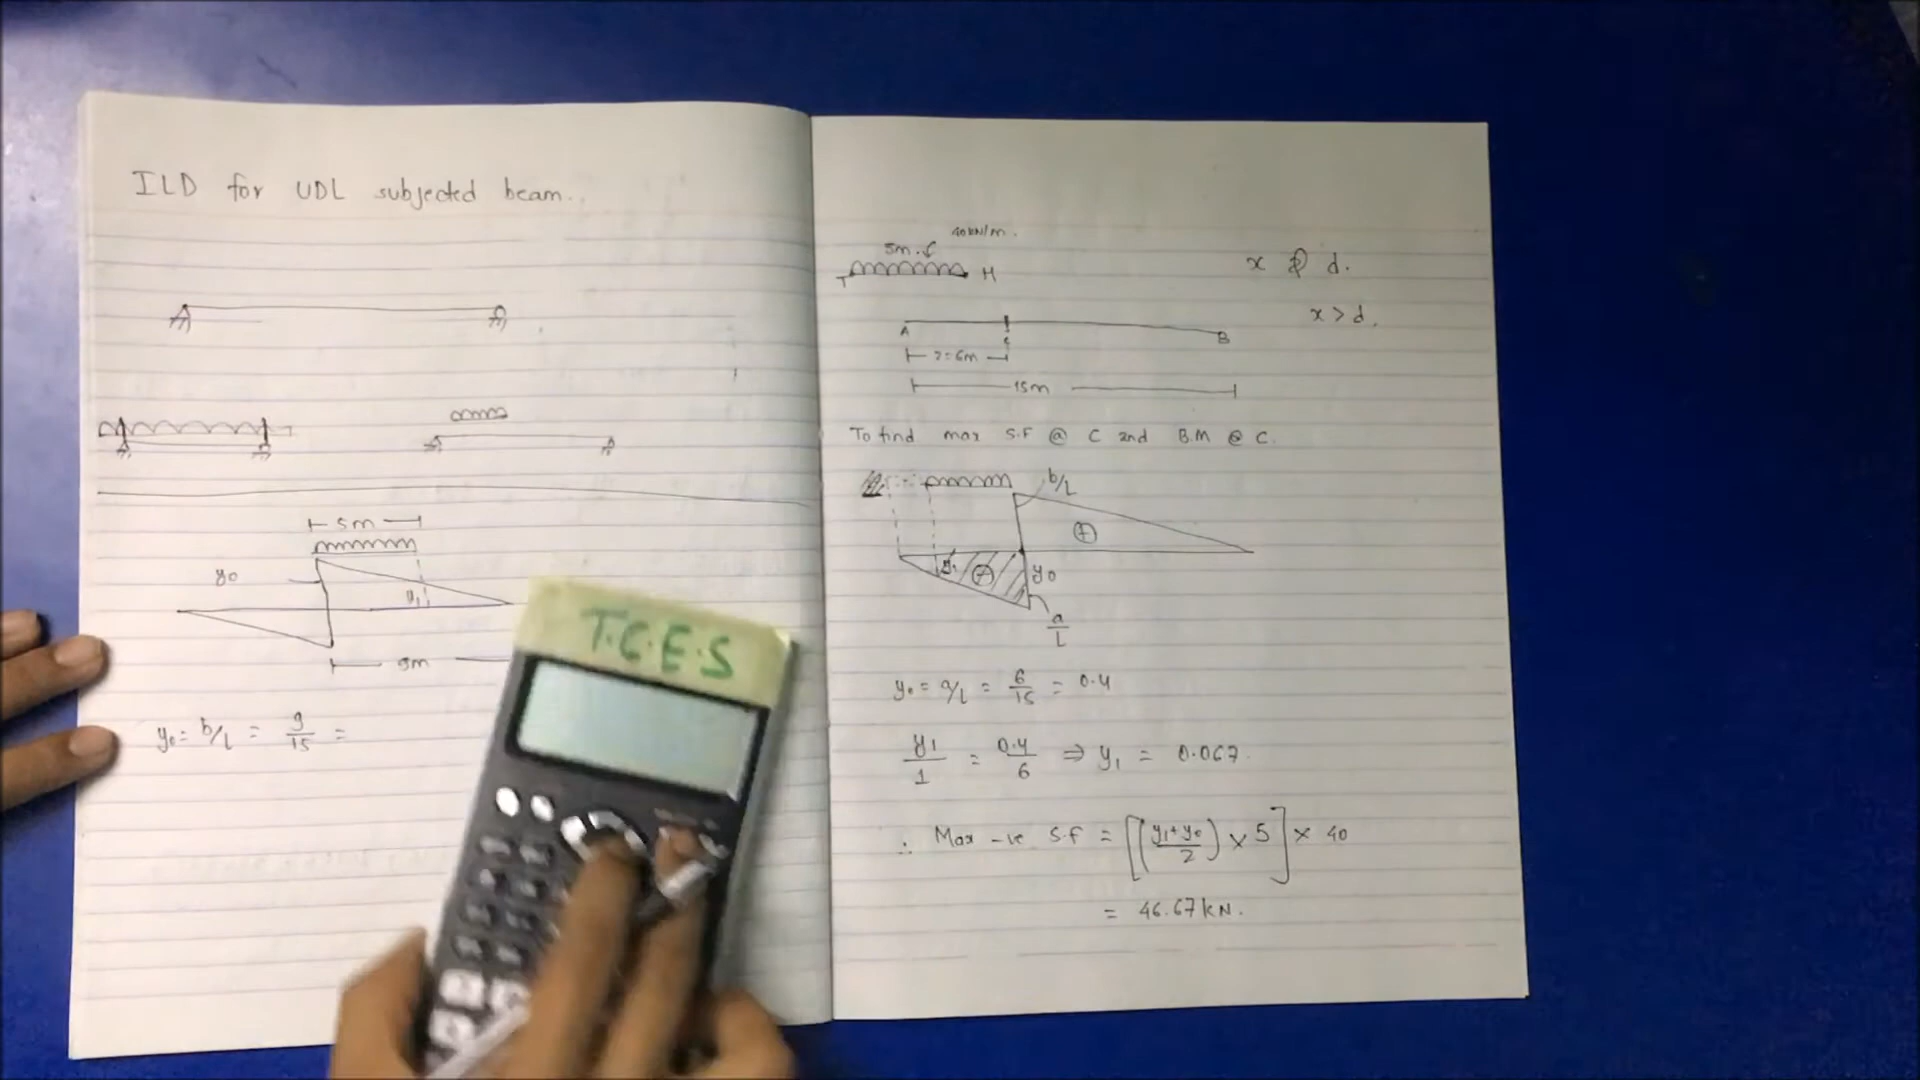 ILD for UDL subjected beam.
5m
y0
y1
9m
y0 = b/L = 9/15 =
T.C.E.S
40kN/m.
5m.
T H
x d.
x > d.
A C B
6m
15m
To find max S.F @ C and B.M @ C.
b/L
+
y1 y0
a/L
y0 = a/L = 6/15 = 0.4
y1/1 = 0.4/6 ⇒ y1 = 0.067
∴ Max -ve S.F = [((y1+y0)/2) × 5] × 40
= 46.67 kN.